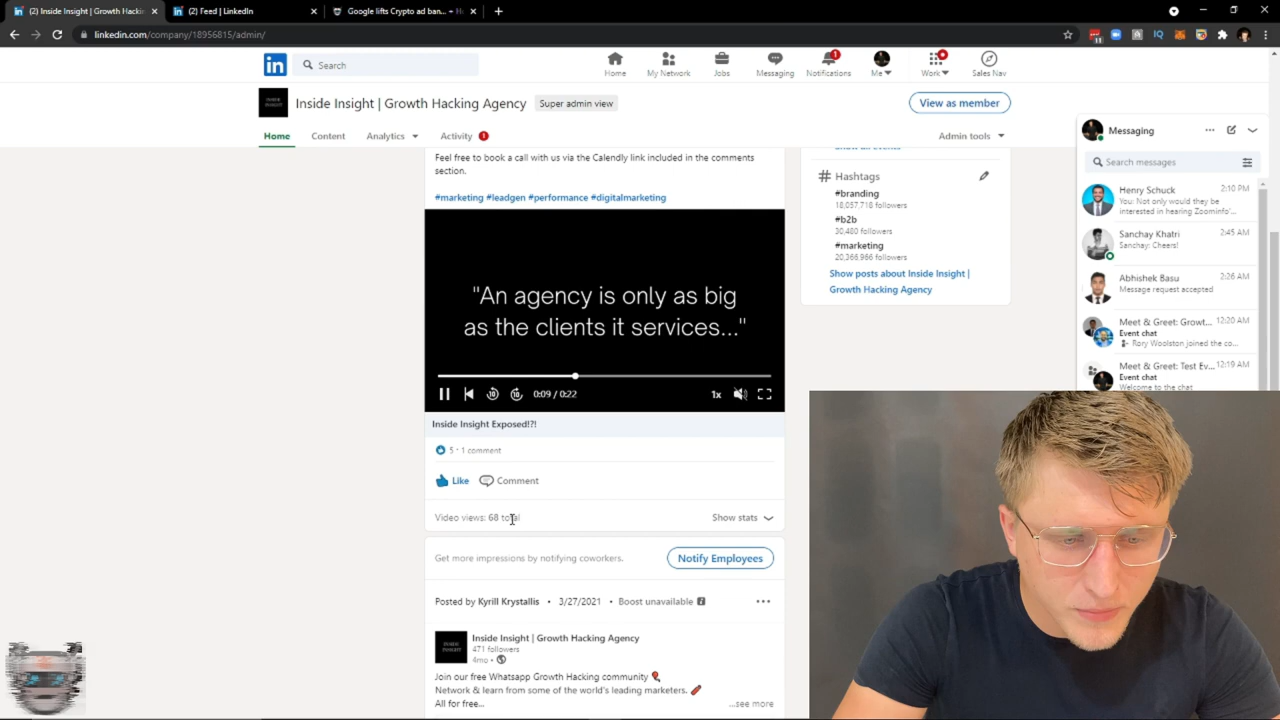 (2) Inside Insight | Growth Hackin
(2) Feed | LinkedIn
Google lifts Crypto ad ban...
linkedin.com/company/18956815/admin/
11
in
Search
Home
My Network
Jobs
Messaging
1
Notifications
Me
Work
Sales Nav
Inside Insight | Growth Hacking Agency
Super admin view
View as member
Home
Content
Analytics
Activity
1
Admin tools
Feel free to book a call with us via the Calendly link included in the comments
section.
#marketing #leadgen #performance #digitalmarketing
"An agency is only as big
as the clients it services..."
0:09 / 0:22
1x
Inside Insight Exposed!?!
5 · 1 comment
Like
Comment
Video views: 68 total
Show stats
Get more impressions by notifying coworkers.
Notify Employees
Posted by Kyrill Krystallis • 3/27/2021 • Boost unavailable
Inside Insight | Growth Hacking Agency
471 followers
4mo •
Join our free Whatsapp Growth Hacking community
Network & learn from some of the world's leading marketers.
All for free...
...see more
Hashtags
#branding
18,057,718 followers
#b2b
30,480 followers
#marketing
20,366,966 followers
Show posts about Inside Insight |
Growth Hacking Agency
Messaging
Search messages
Henry Schuck
2:10 PM
You: Not only would they be
interested in hearing Zoominfo'...
Sanchay Khatri
2:45 AM
Sanchay: Cheers!
Abhishek Basu
2:26 AM
Message request accepted
Meet & Greet: Growt...
12:20 AM
Event chat
Rary Woolston joined the co...
Meet & Greet: Test Ev...
12:19 AM
Event chat
Welcome to the chat